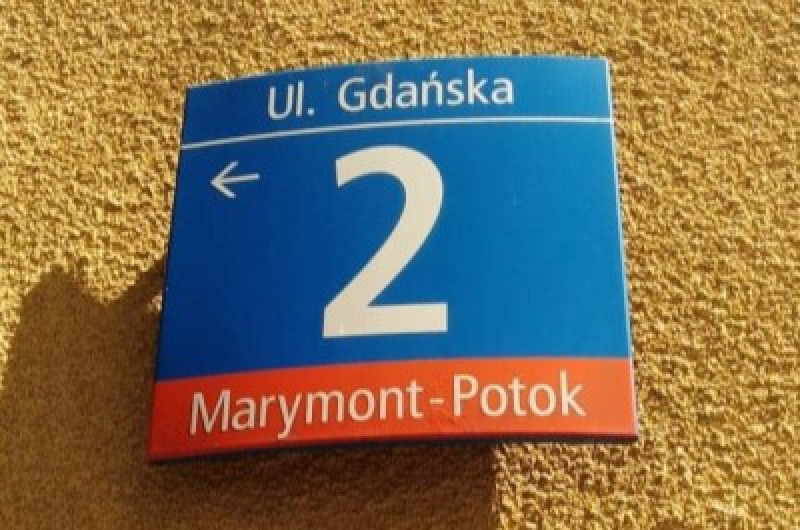 Ul. Gdańska
← 2
Marymont-Potok